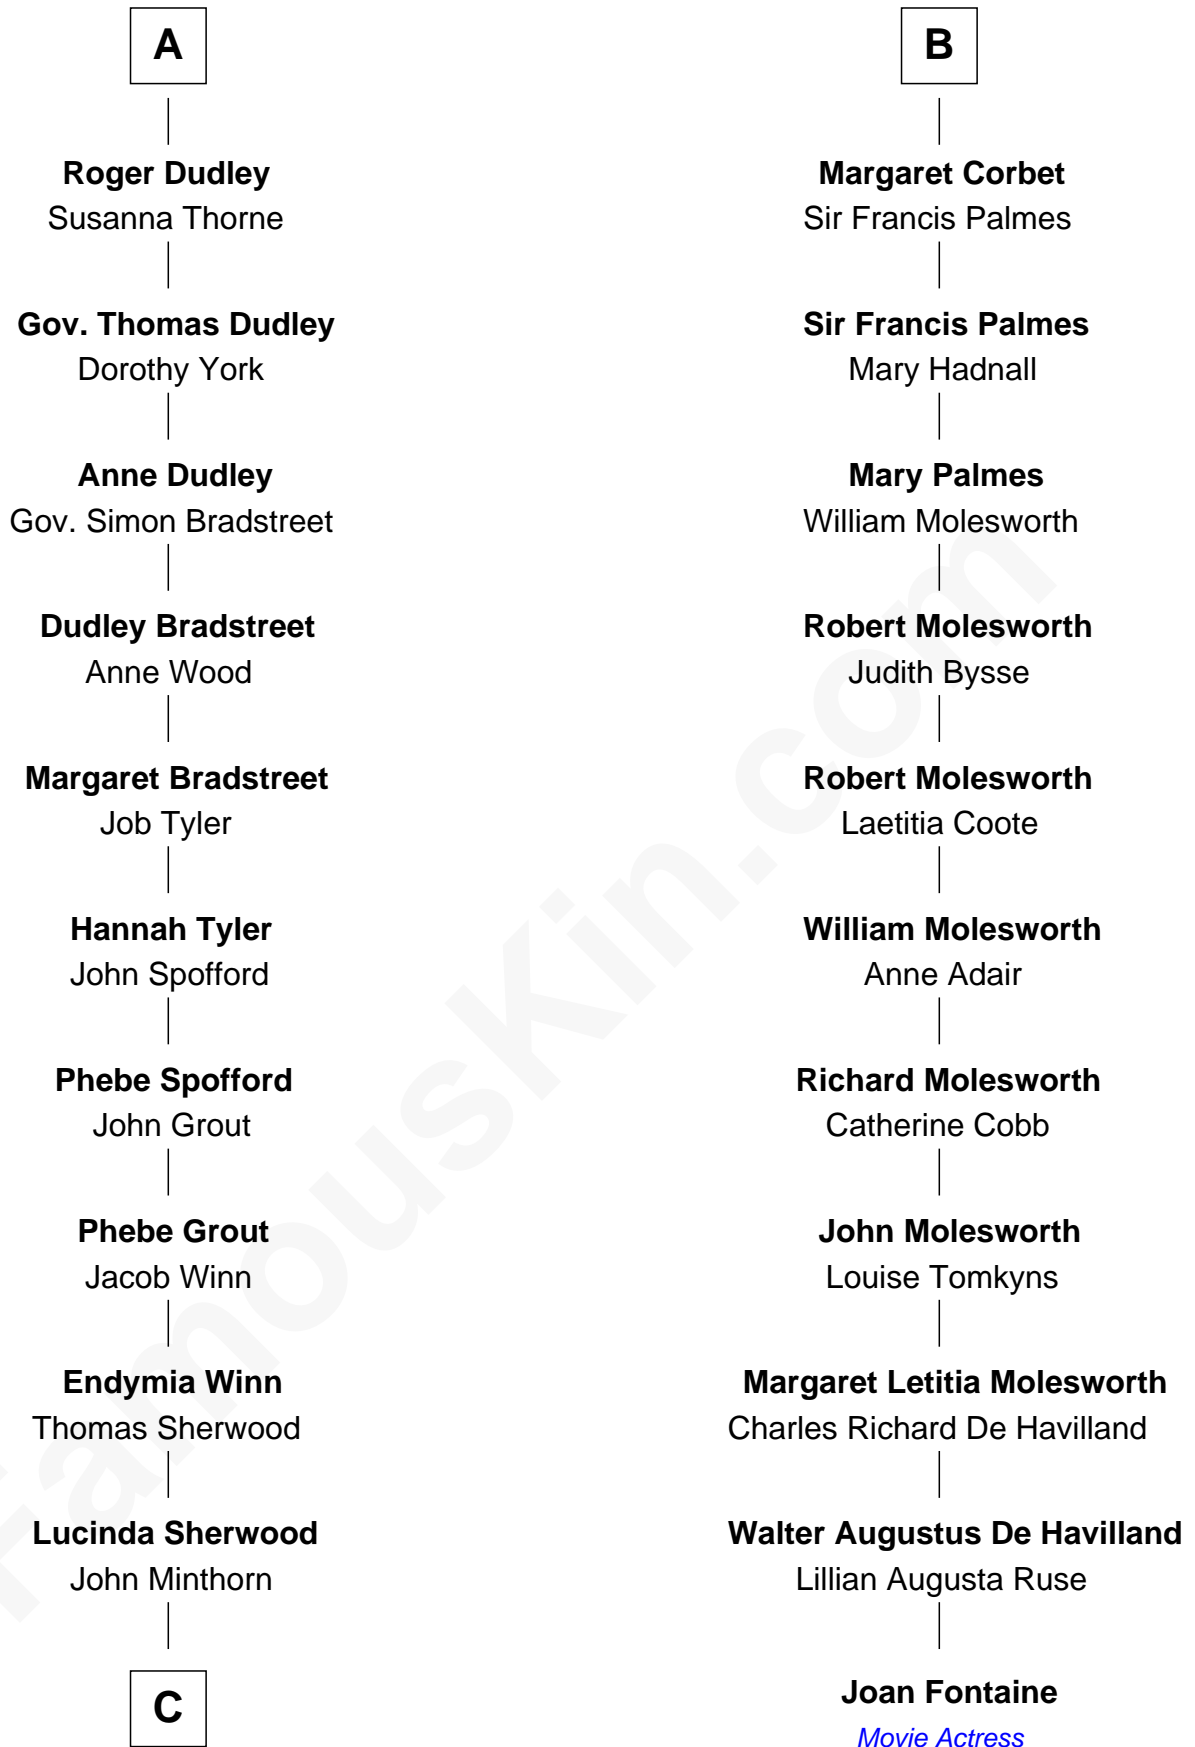 A
Roger Dudley
Susanna Thorne
Gov. Thomas Dudley
Dorothy York
Anne Dudley
Gov. Simon Bradstreet
Dudley Bradstreet
Anne Wood
Margaret Bradstreet
Job Tyler
Hannah Tyler
John Spofford
Phebe Spofford
John Grout
Phebe Grout
Jacob Winn
Endymia Winn
Thomas Sherwood
Lucinda Sherwood
John Minthorn
C
B
Margaret Corbet
Sir Francis Palmes
Sir Francis Palmes
Mary Hadnall
Mary Palmes
William Molesworth
Robert Molesworth
Judith Bysse
Robert Molesworth
Laetitia Coote
William Molesworth
Anne Adair
Richard Molesworth
Catherine Cobb
John Molesworth
Louise Tomkyns
Margaret Letitia Molesworth
Charles Richard De Havilland
Walter Augustus De Havilland
Lillian Augusta Ruse
Joan Fontaine
Movie Actress
FamousKin.com